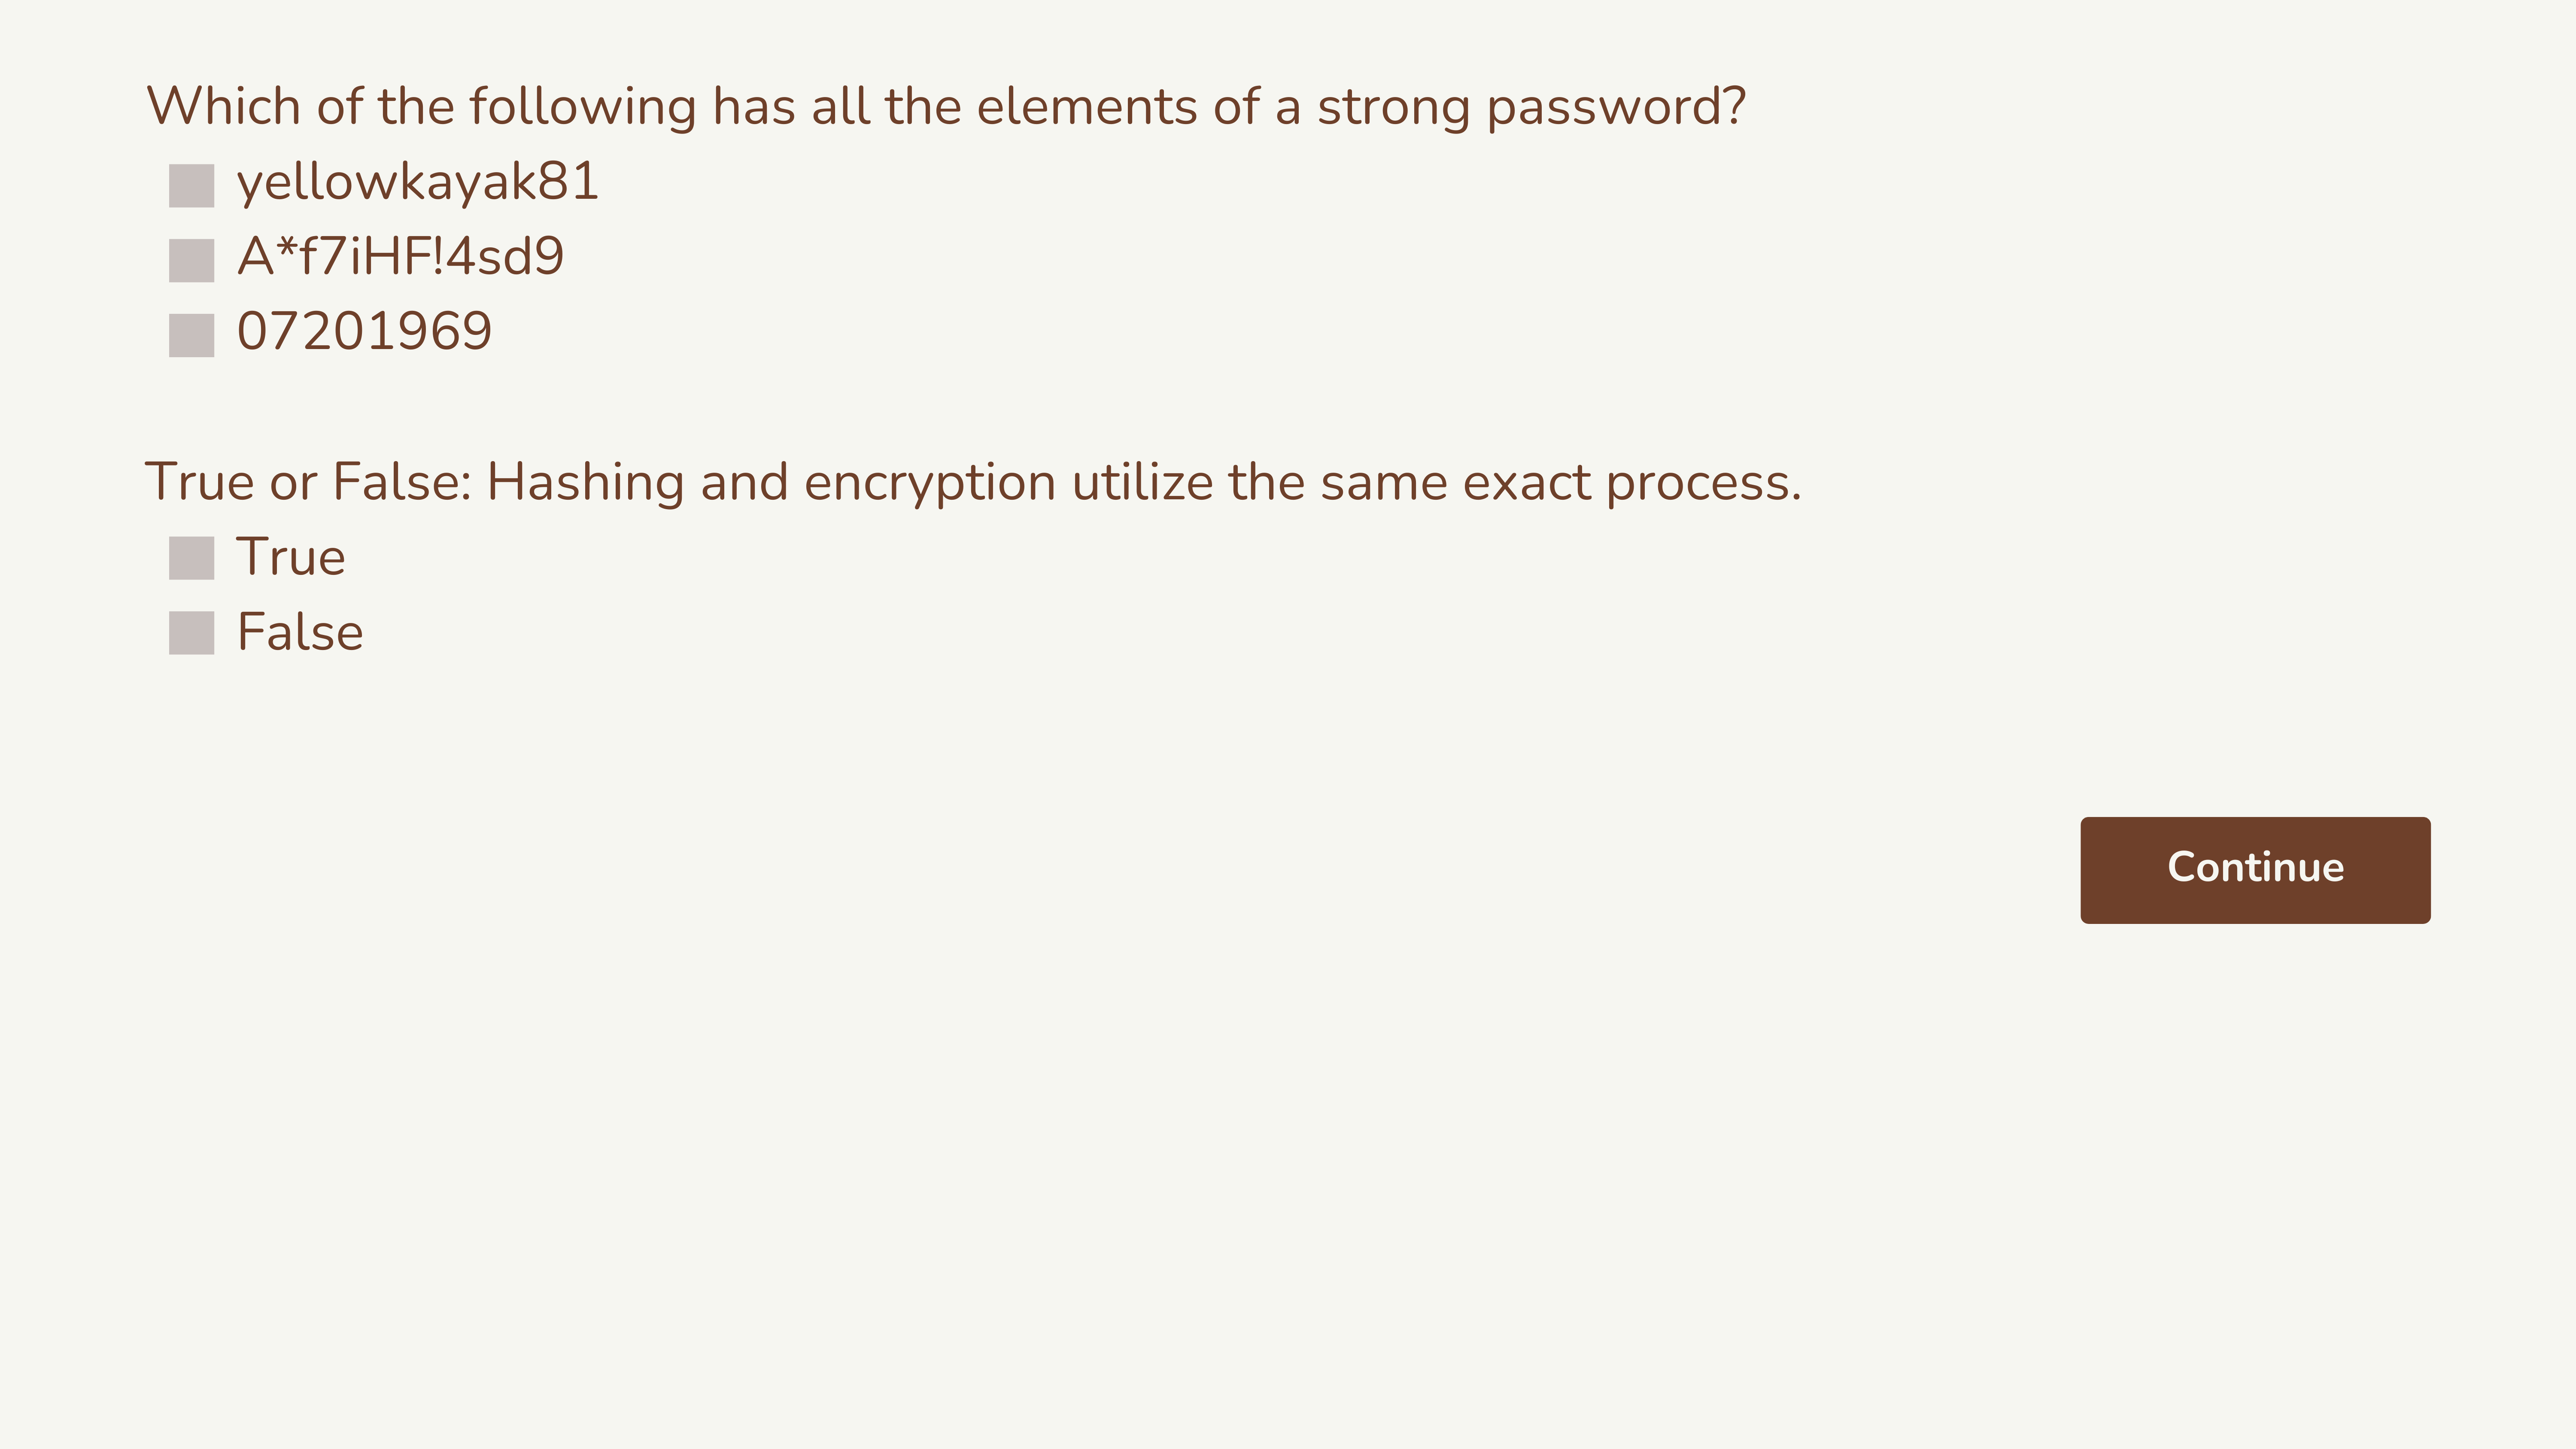 Which of the following has all the elements of a strong password?
yellowkayak81
A*f7iHF!4sd9
07201969
True or False: Hashing and encryption utilize the same exact process.
True
False
Continue